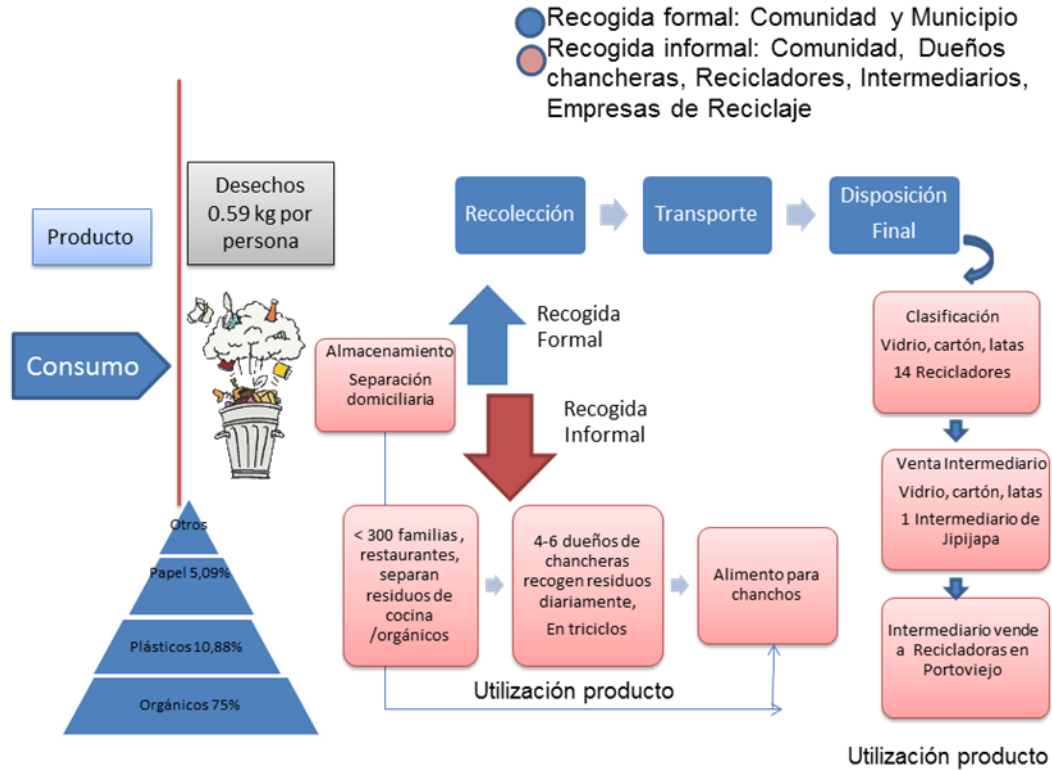 Recogida formal: Comunidad y Municipio
Recogida informal: Comunidad, Dueños
chancheras, Recicladores, Intermediarios,
Empresas de Reciclaje
Producto
Desechos
0.59 kg por
persona
Recolección
Transporte
Disposición
Final
Consumo
Almacenamiento
Separación
domiciliaria
Recogida
Formal
Recogida
Informal
Clasificación
Vidrio, cartón, latas
14 Recicladores
Venta Intermediario
Vidrio, cartón, latas
1 Intermediario de
Jipijapa
Intermediario vende
a Recicladoras en
Portoviejo
Otros
Papel 5,09%
Plásticos 10,88%
Orgánicos 75%
< 300 familias,
restaurantes,
separan
residuos de
cocina
/orgánicos
4-6 dueños de
chancheras
recogen residuos
diariamente,
En triciclos
Alimento para
chanchos
Utilización producto
Utilización producto